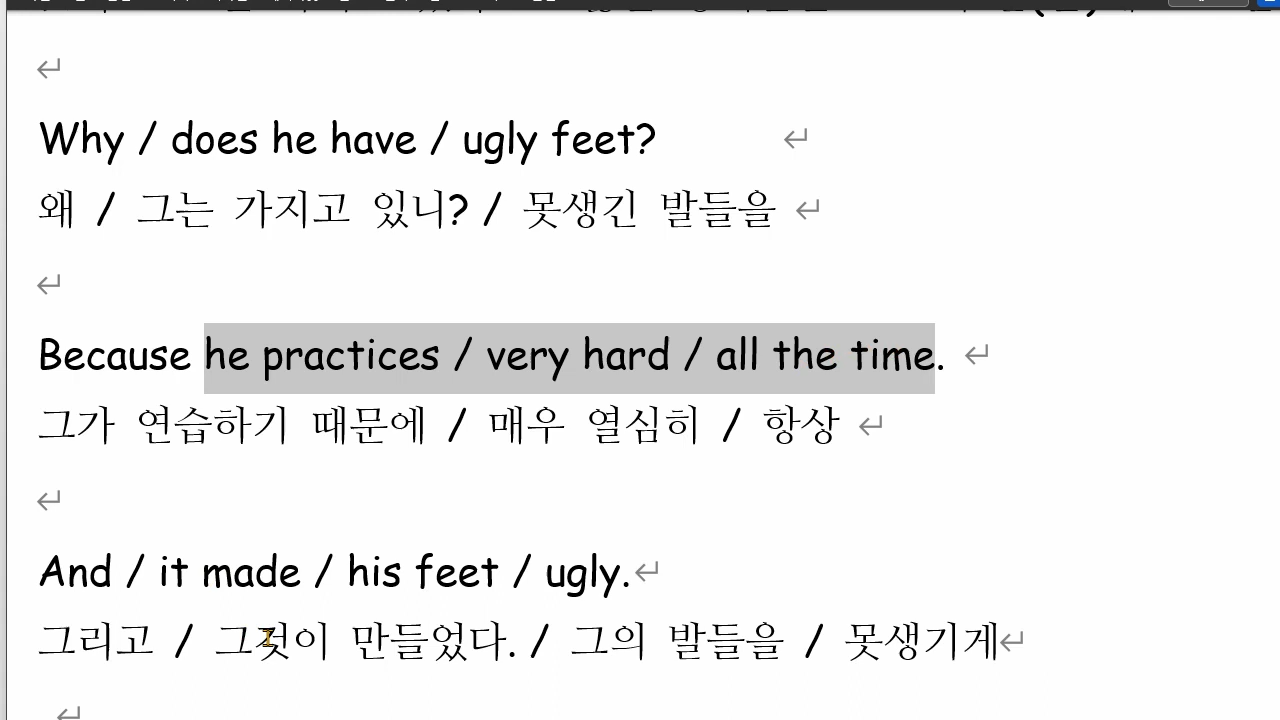 Why / does he have / ugly feet?
왜 / 그는 가지고 있니? / 못생긴 발들을
Because he practices / very hard / all the time.
그가 연습하기 때문에 / 매우 열심히 / 항상
And / it made / his feet / ugly.
그리고 / 그것이 만들었다. / 그의 발들을 / 못생기게